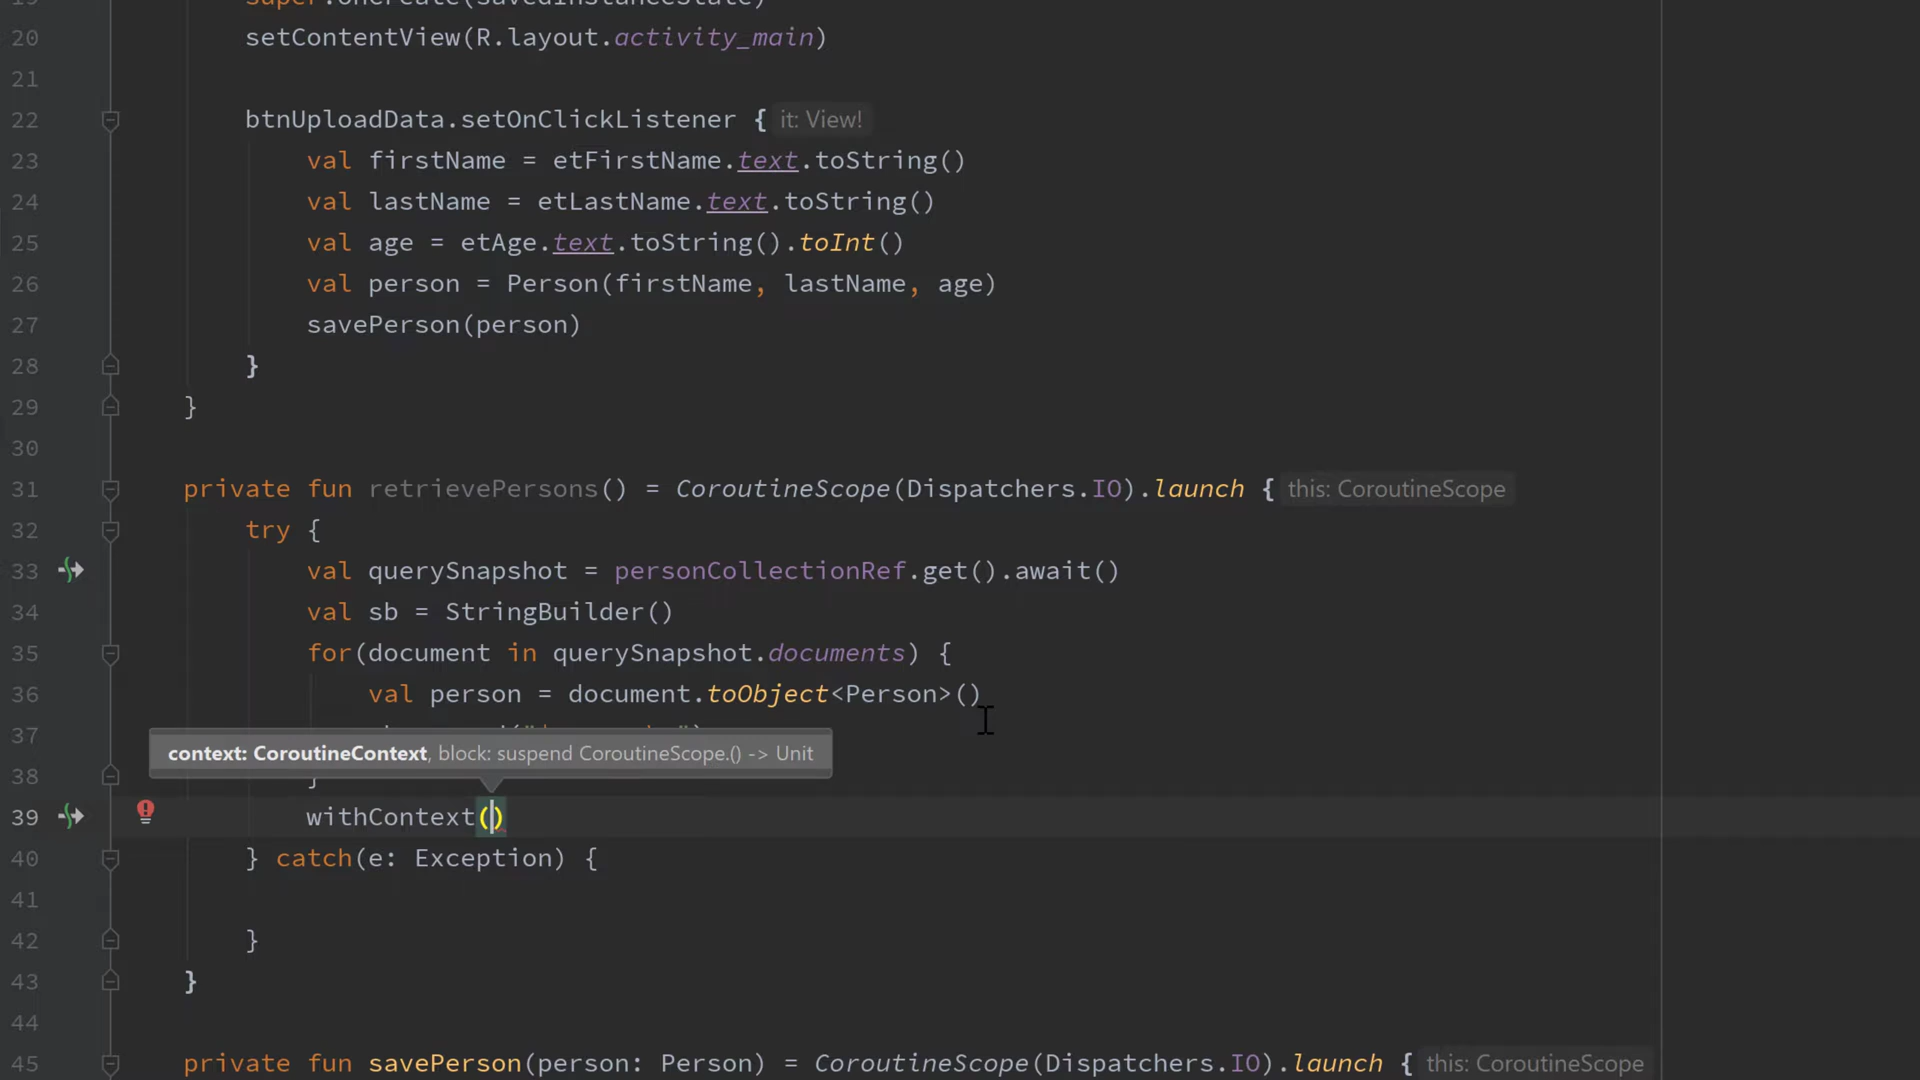 20 setContentView(R.layout.activity_main)
21
22 btnUploadData.setOnClickListener { it: View!
23 val firstName = etFirstName.text.toString()
24 val lastName = etLastName.text.toString()
25 val age = etAge.text.toString().toInt()
26 val person = Person(firstName, lastName, age)
27 savePerson(person)
28 }
29 }
30
31 private fun retrievePersons() = CoroutineScope(Dispatchers.IO).launch { this: CoroutineScope
32 try {
33 val querySnapshot = personCollectionRef.get().await()
34 val sb = StringBuilder()
35 for(document in querySnapshot.documents) {
36 val person = document.toObject<Person>()
37
context: CoroutineContext, block: suspend CoroutineScope.() -> Unit
38 }
39 withContext()
40 } catch(e: Exception) {
41
42 }
43 }
44
45 private fun savePerson(person: Person) = CoroutineScope(Dispatchers.IO).launch { this: CoroutineScope